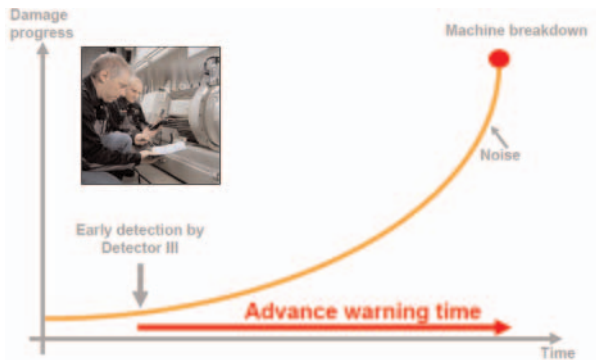 Damage
progress
Machine breakdown
Noise
Early detection by
Detector III
Advance warning time
Time